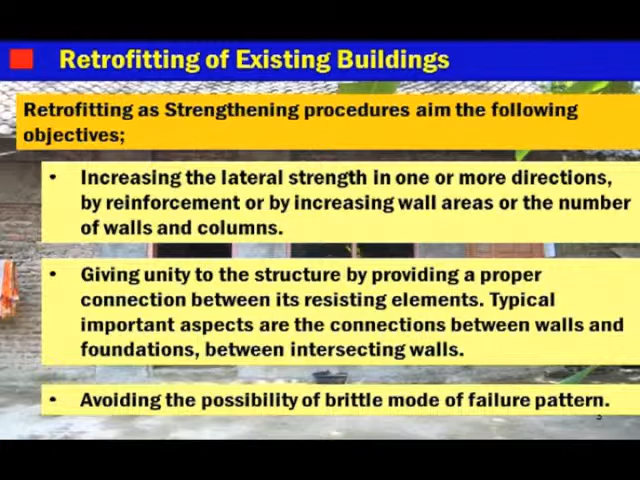 Retrofitting of Existing Buildings
Retrofitting as Strengthening procedures aim the following
objectives;
• Increasing the lateral strength in one or more directions,
by reinforcement or by increasing wall areas or the number
of walls and columns.
• Giving unity to the structure by providing a proper
connection between its resisting elements. Typical
important aspects are the connections between walls and
foundations, between intersecting walls.
• Avoiding the possibility of brittle mode of failure pattern.
3